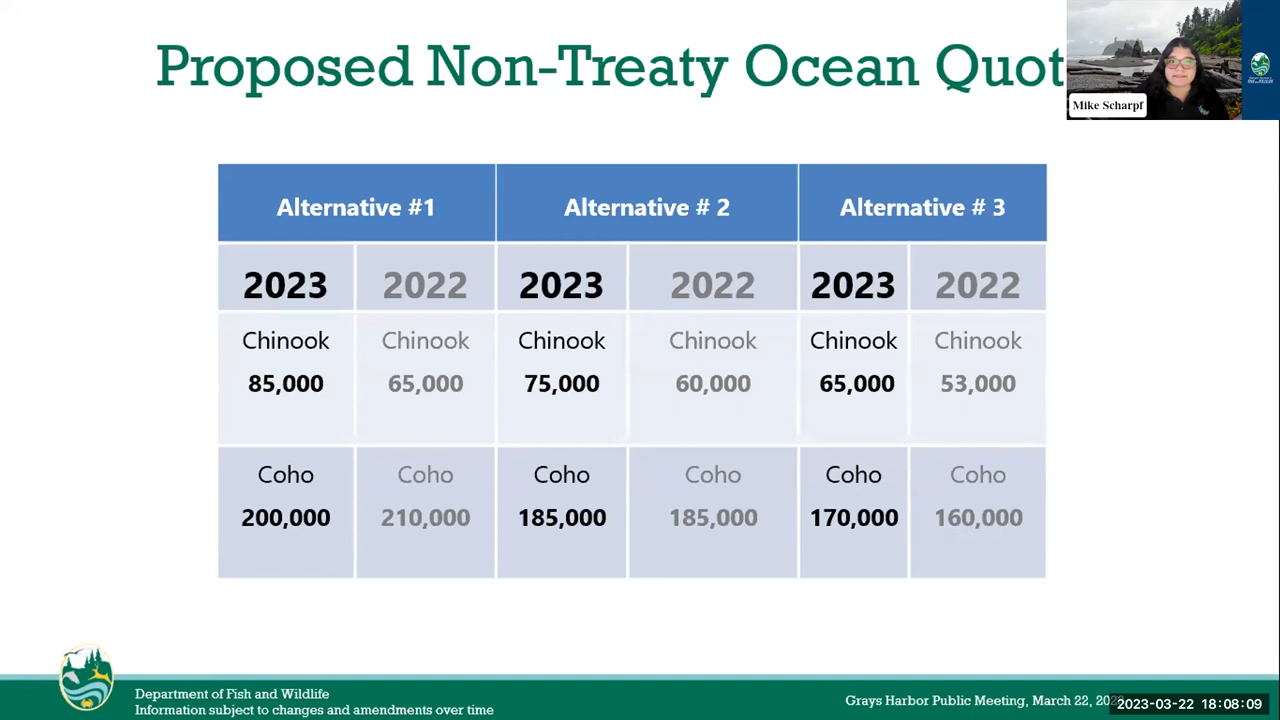 Proposed Non-Treaty Ocean Quot
Mike Scharpf
Alternative #1 Alternative # 2 Alternative # 3
2023 2022 2023 2022 2023 2022
Chinook Chinook Chinook Chinook Chinook Chinook
85,000 65,000 75,000 60,000 65,000 53,000
Coho Coho Coho Coho Coho Coho
200,000 210,000 185,000 185,000 170,000 160,000
Department of Fish and Wildlife
Information subject to changes and amendments over time
Grays Harbor Public Meeting, March 22, 202
2023-03-22 18:08:09